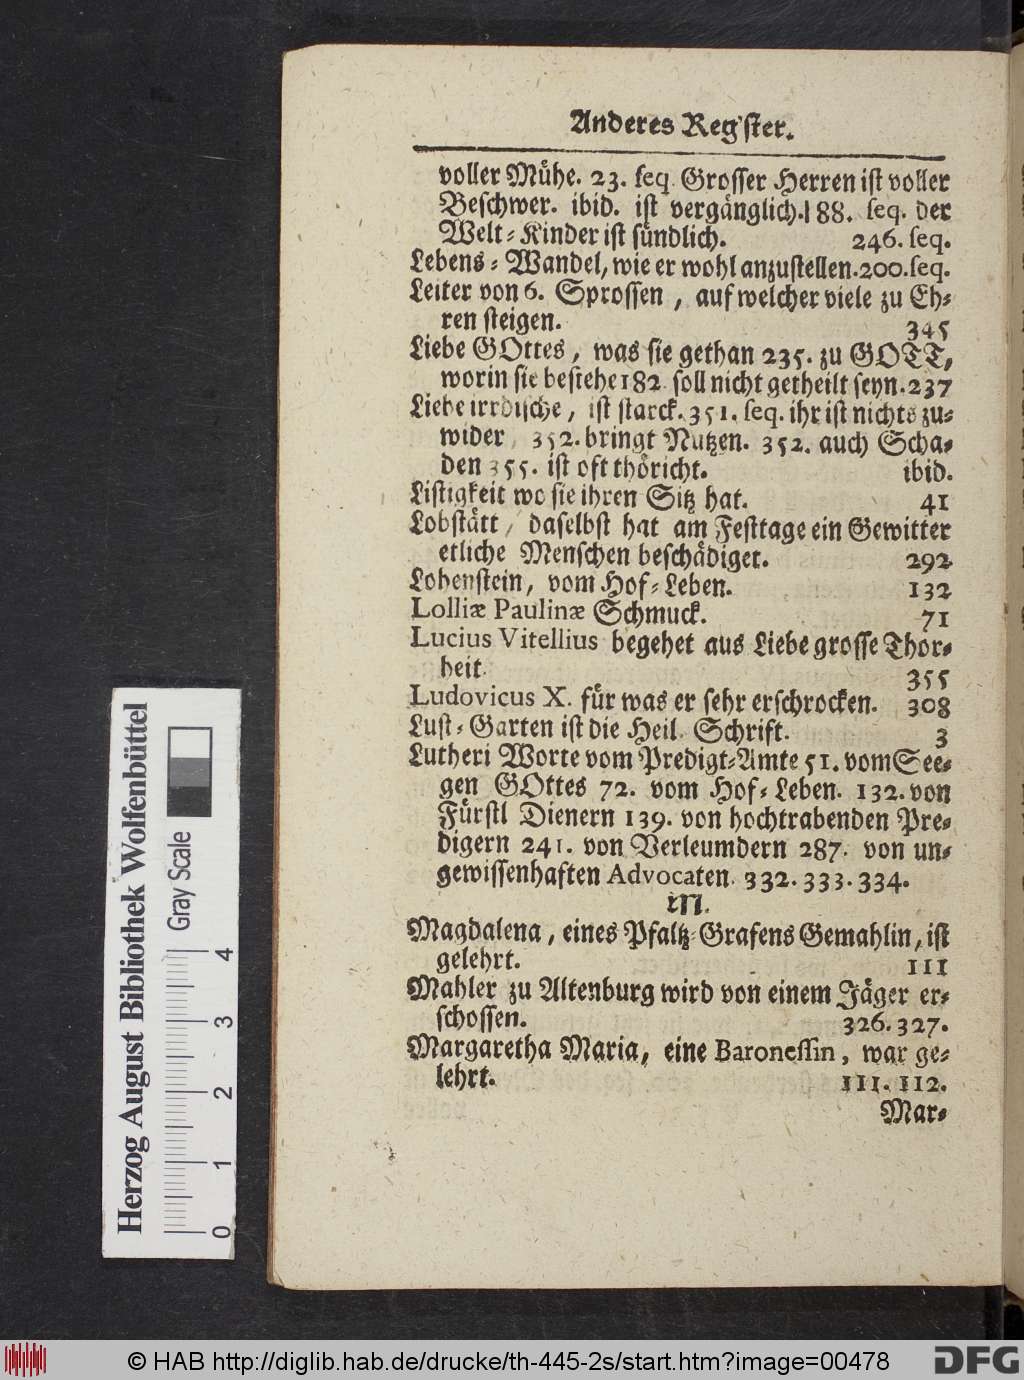 Anderes Reg'ster.
voller Mühe. 23. seq. Grosser Herren ist voller
Beschwer. ibid. ist vergänglich. 188. seq. der
Welt-Kinder ist sündlich. 246. seq.
Lebens-Wandel, wie er wohl anzustellen. 200. seq.
Leiter von 6. Sprossen, auf welcher viele zu Eh-
ren steigen. 345
Liebe GOttes, was sie gethan 235. zu GOTT,
worin sie bestehe 182. soll nicht getheilt seyn. 237
Liebe irrdische, ist starck. 351. seq. ihr ist nichts zu-
wider, 352. bringt Nutzen. 352. auch Scha-
den 355. ist oft thöricht. ibid.
Listigkeit wo sie ihren Sitz hat. 41
Lobstätt, daselbst hat am Festtage ein Gewitter
etliche Menschen beschädiget. 292
Lohenstein, vom Hof-Leben. 132
Lolliæ Paulinæ Schmuck. 71
Lucius Vitellius begehet aus Liebe grosse Thor-
heit. 355
Ludovicus X. für was er sehr erschrocken. 308
Lust-Garten ist die Heil. Schrift. 3
Lutheri Worte vom Predigt-Amte 51. vom See-
gen GOttes 72. vom Hof-Leben. 132. von
Fürstl Dienern 139. von hochtrabenden Pre-
digern 241. von Verleumdern 287. von un-
gewissenhaften Advocaten. 332. 333. 334.
M.
Magdalena, eines Pfaltz-Grafens Gemahlin, ist
gelehrt. 111
Mahler zu Altenburg wird von einem Jäger er-
schossen. 326. 327.
Margaretha Maria, eine Baronessin, war ge-
lehrt. 111. 112.
Mar-
Herzog August Bibliothek Wolfenbüttel
Gray Scale
0 1 2 3 4
© HAB http://diglib.hab.de/drucke/th-445-2s/start.htm?image=00478
DFG